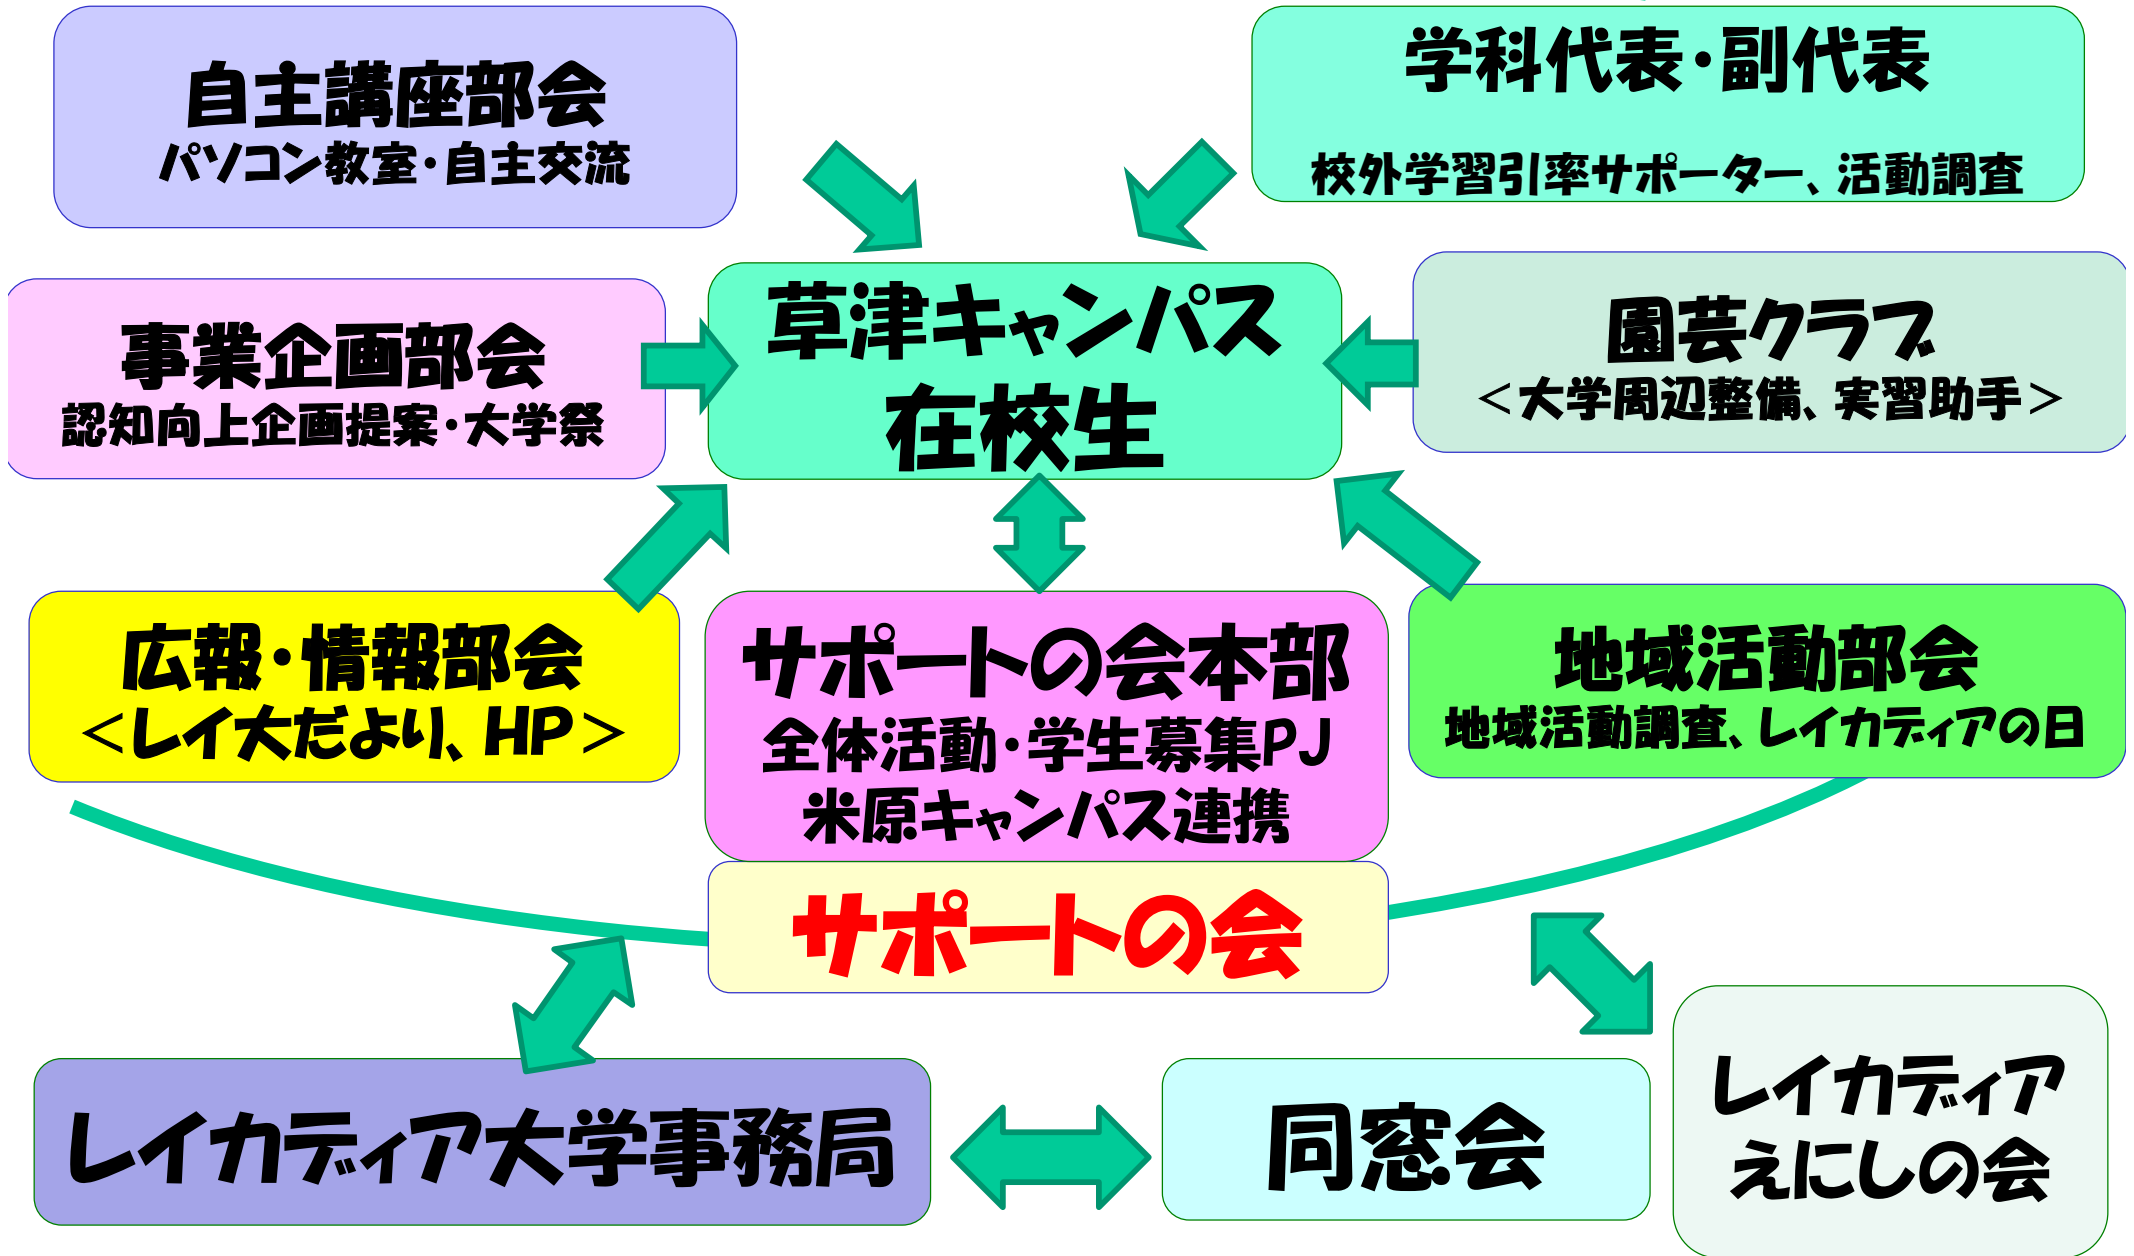 自主講座部会
パソコン教室・自主交流
学科代表・副代表
校外学習引率サポーター、活動調査
事業企画部会
認知向上企画提案・大学祭
草津キャンパス
在校生
園芸クラブ
＜大学周辺整備、実習助手＞
広報・情報部会
＜レイ大だより、HP＞
サポートの会本部
全体活動・学生募集PJ
米原キャンパス連携
地域活動部会
地域活動調査、レイカディアの日
サポートの会
レイカディア大学事務局
同窓会
レイカディア
えにしの会